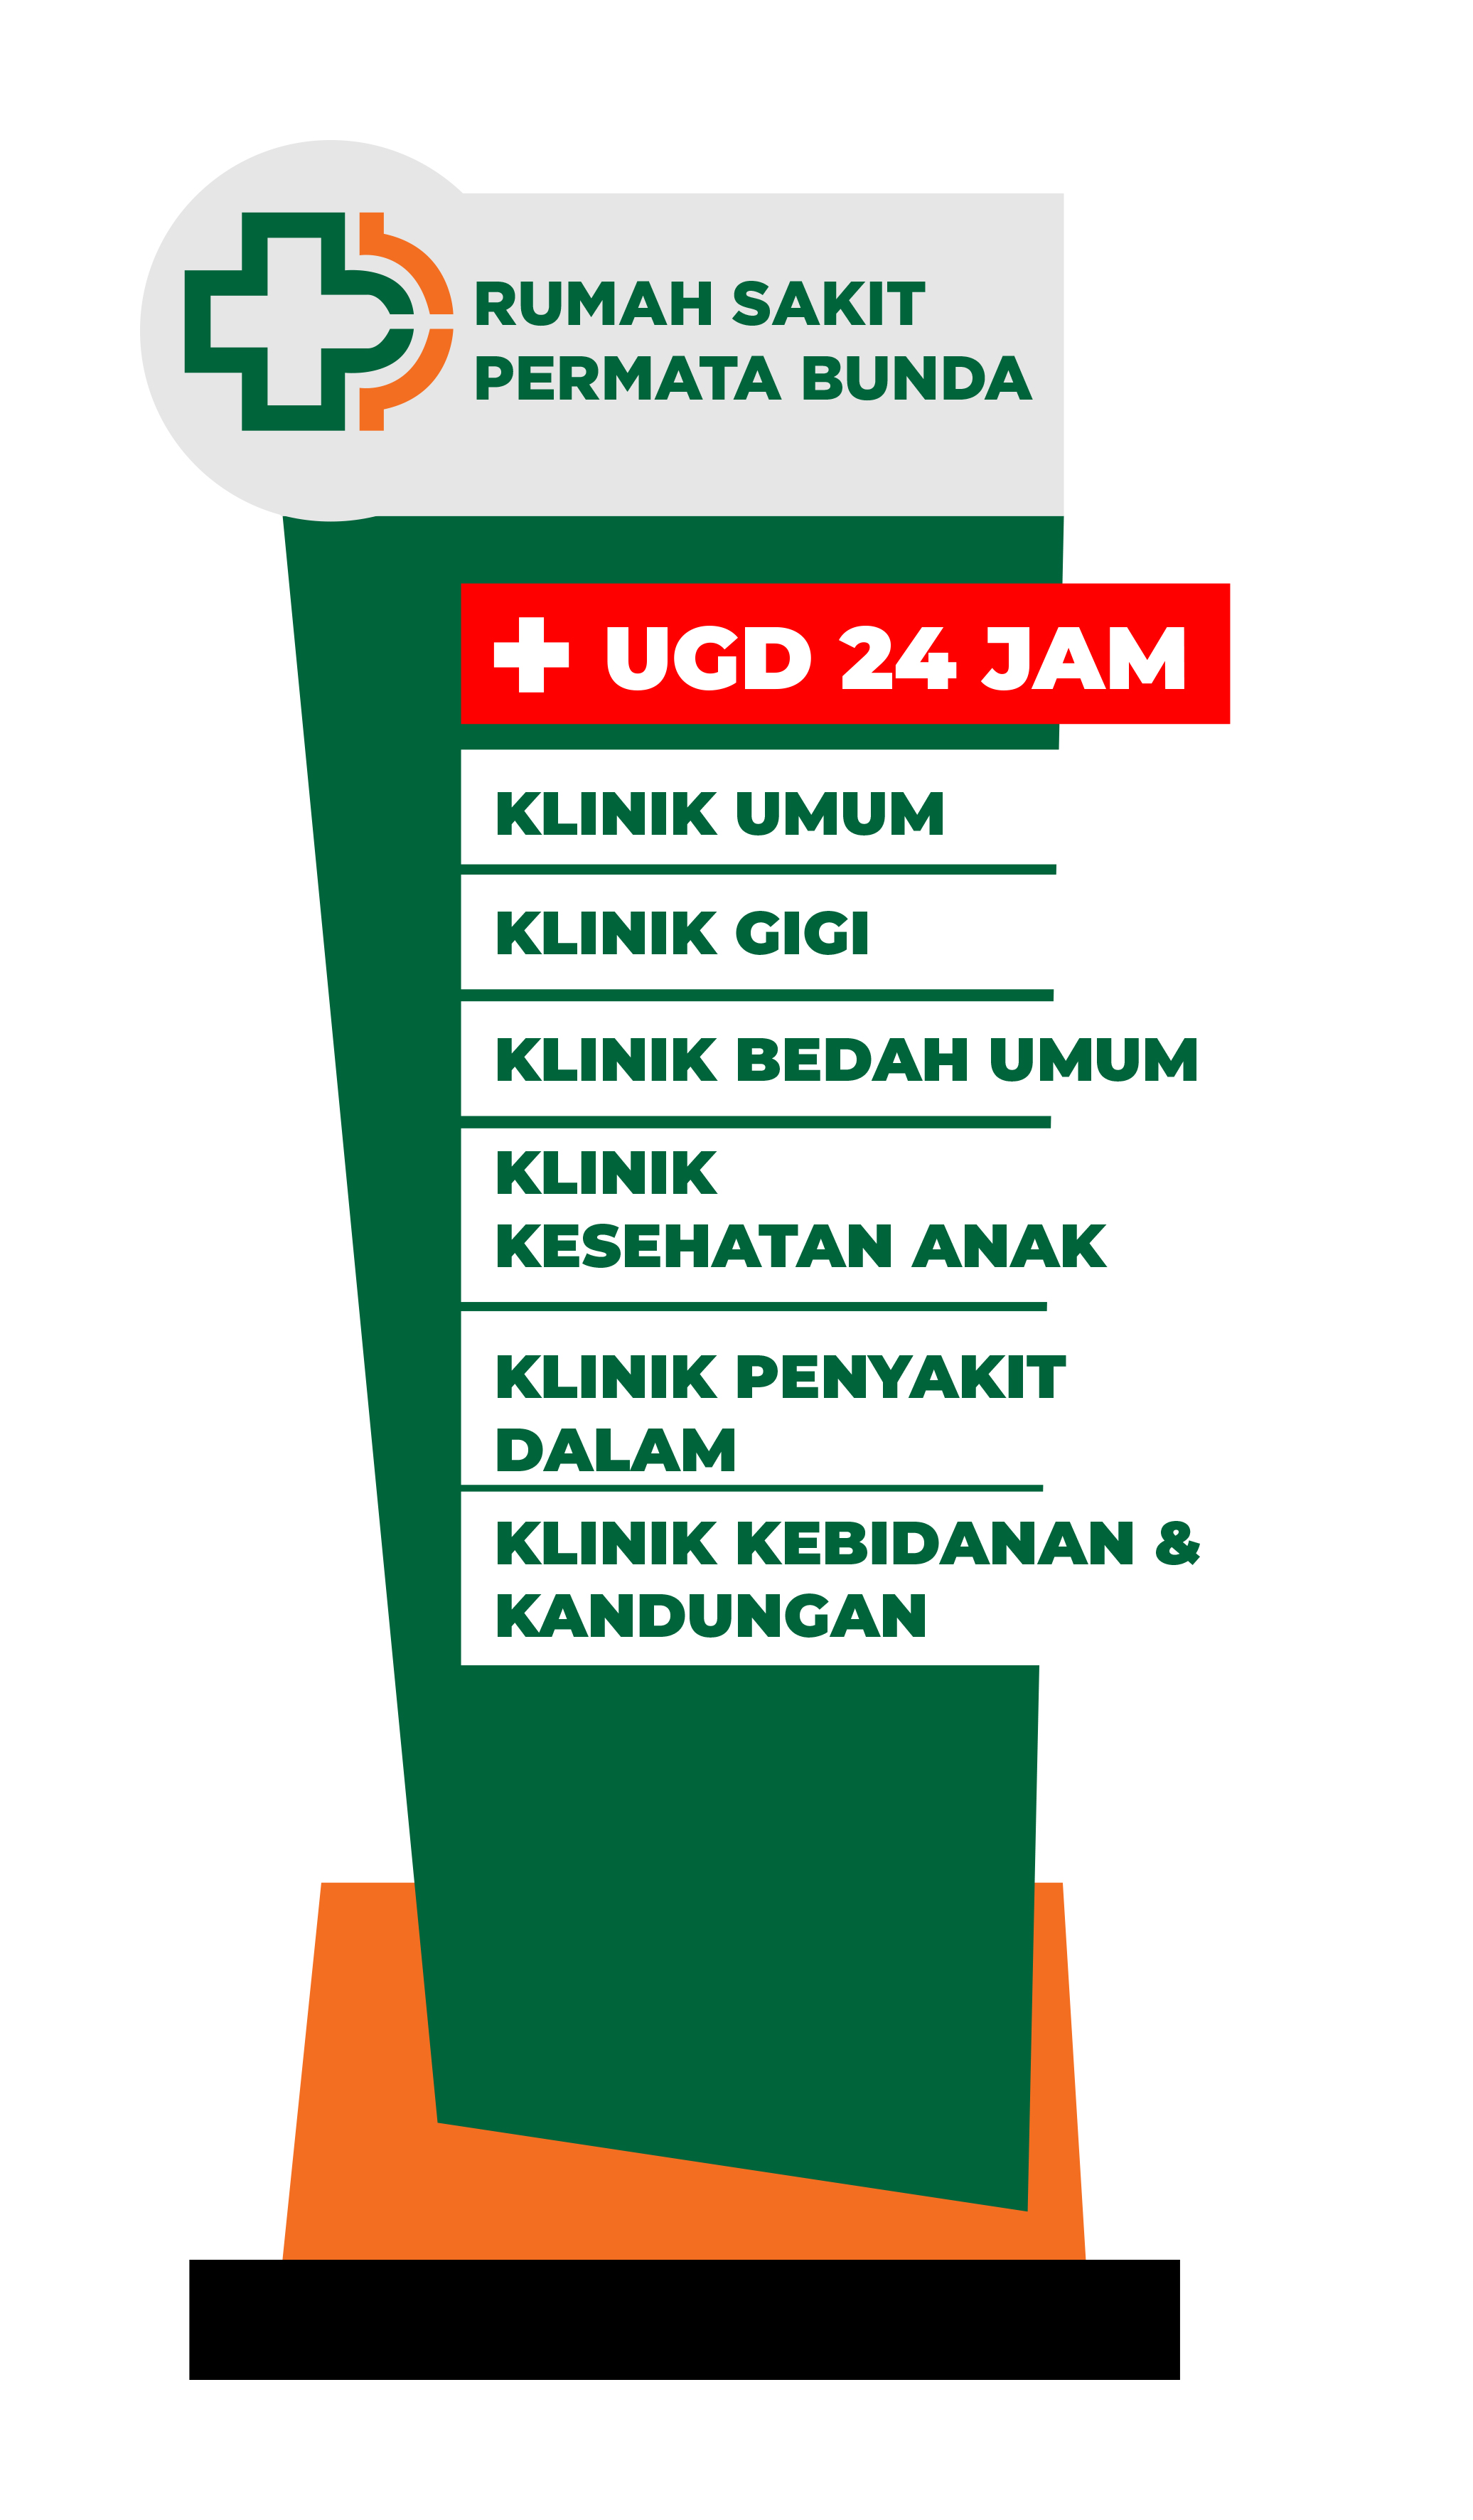 RUMAH SAKIT
PERMATA BUNDA
UGD 24 JAM
KLINIK UMUM
KLINIK GIGI
KLINIK BEDAH UMUM
KLINIK
KESEHATAN ANAK
KLINIK PENYAKIT
DALAM
KLINIK KEBIDANAN &
KANDUNGAN